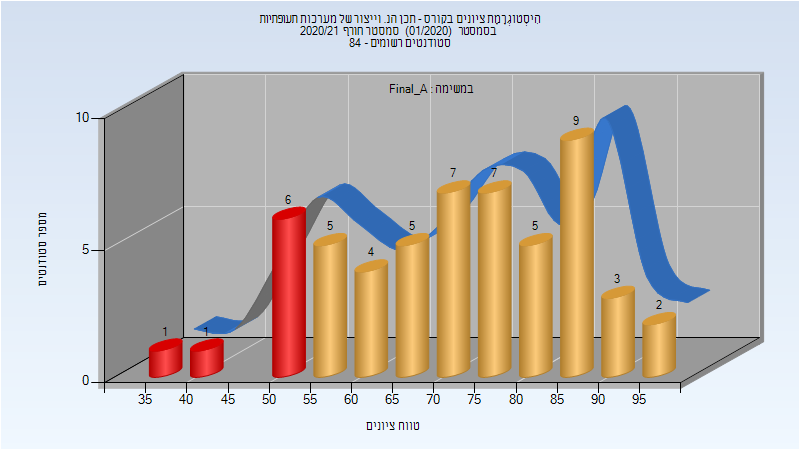 הִיסְטוֹגְרָמַת ציונים בקורס - תכן הנ. וייצור של מערכות תעופתיות
בסמסטר (01/2020) סמסטר חורף 2020/21
סטודנטים רשומים - 84
במשימה : Final_A
מספר סטודנטים
10
5
0
1 1 6 5 4 5 7 7 5 9 3 2
35 40 45 50 55 60 65 70 75 80 85 90 95
טווח ציונים